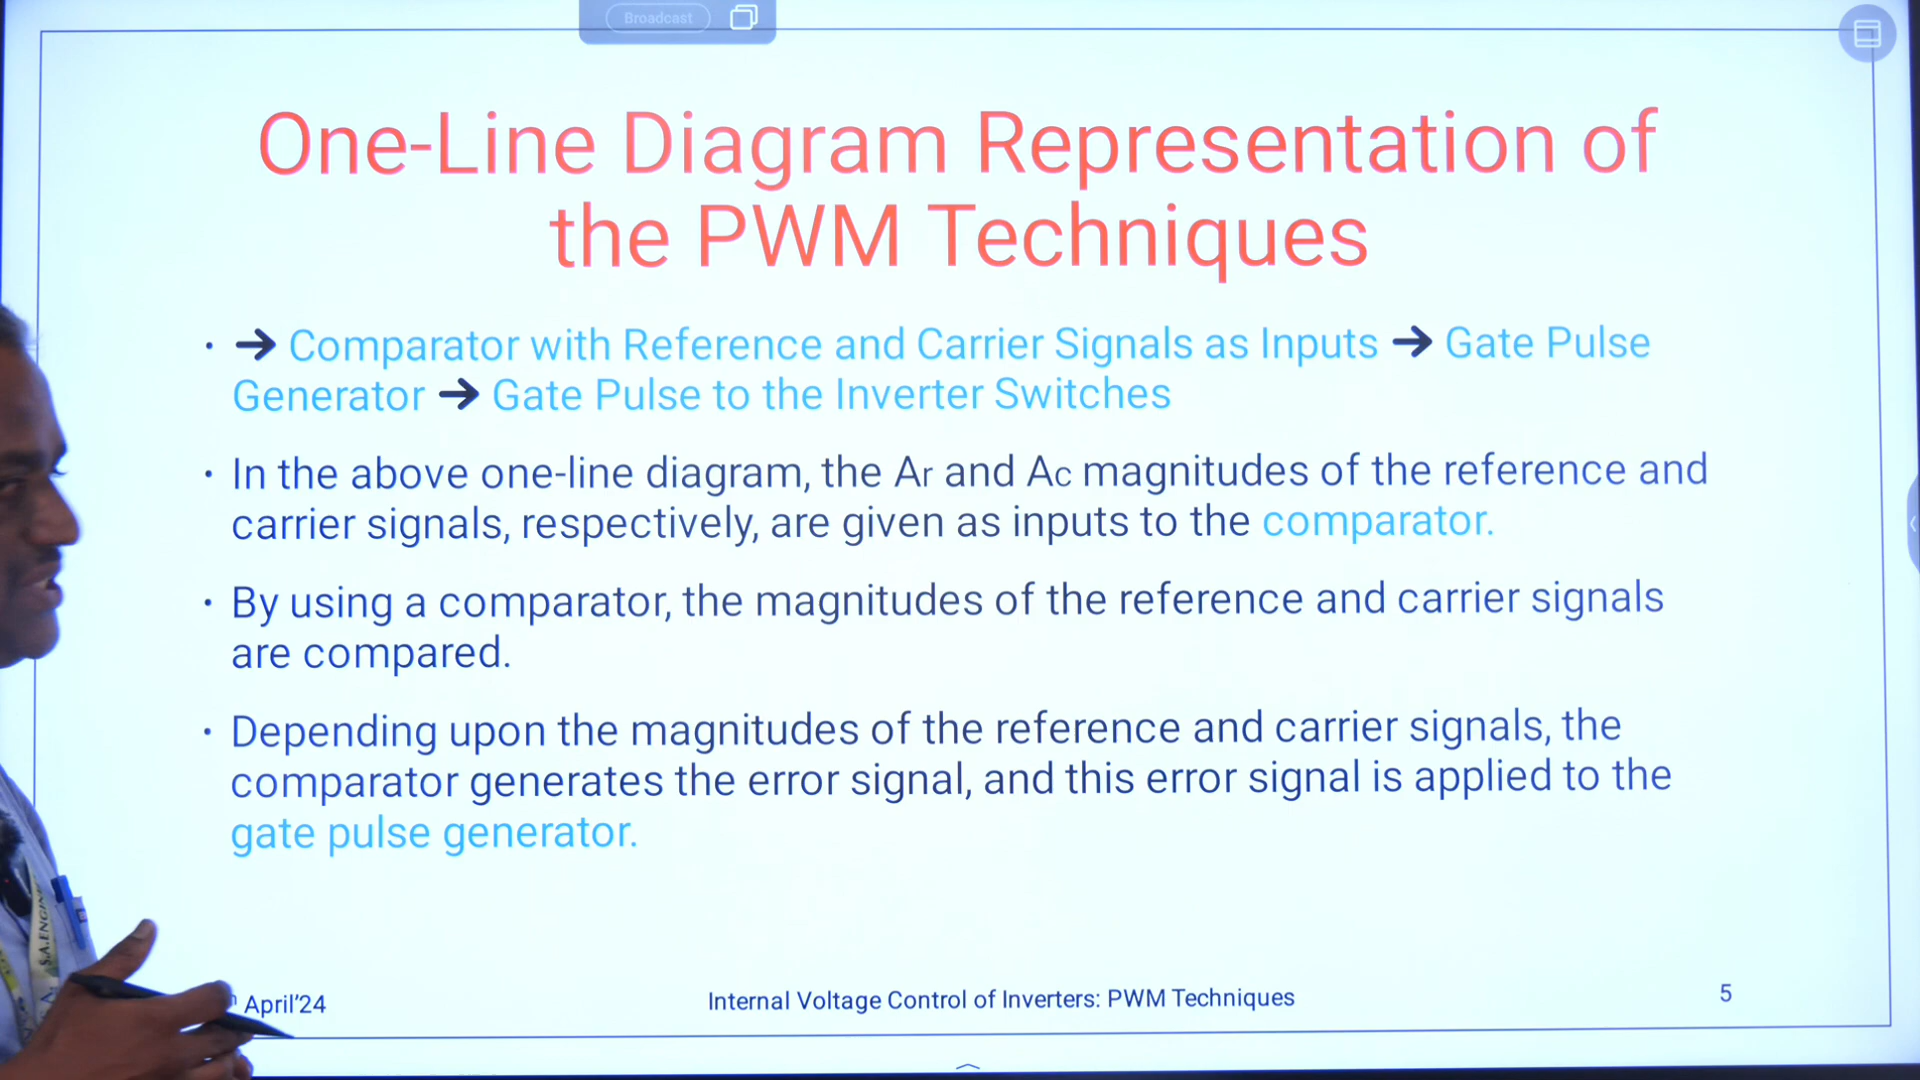 Broadcast
One-Line Diagram Representation of
the PWM Techniques
• → Comparator with Reference and Carrier Signals as Inputs → Gate Pulse
Generator → Gate Pulse to the Inverter Switches
• In the above one-line diagram, the Ar and Ac magnitudes of the reference and
carrier signals, respectively, are given as inputs to the comparator.
• By using a comparator, the magnitudes of the reference and carrier signals
are compared.
• Depending upon the magnitudes of the reference and carrier signals, the
comparator generates the error signal, and this error signal is applied to the
gate pulse generator.
S.A.ENGIN
April’24
Internal Voltage Control of Inverters: PWM Techniques
5